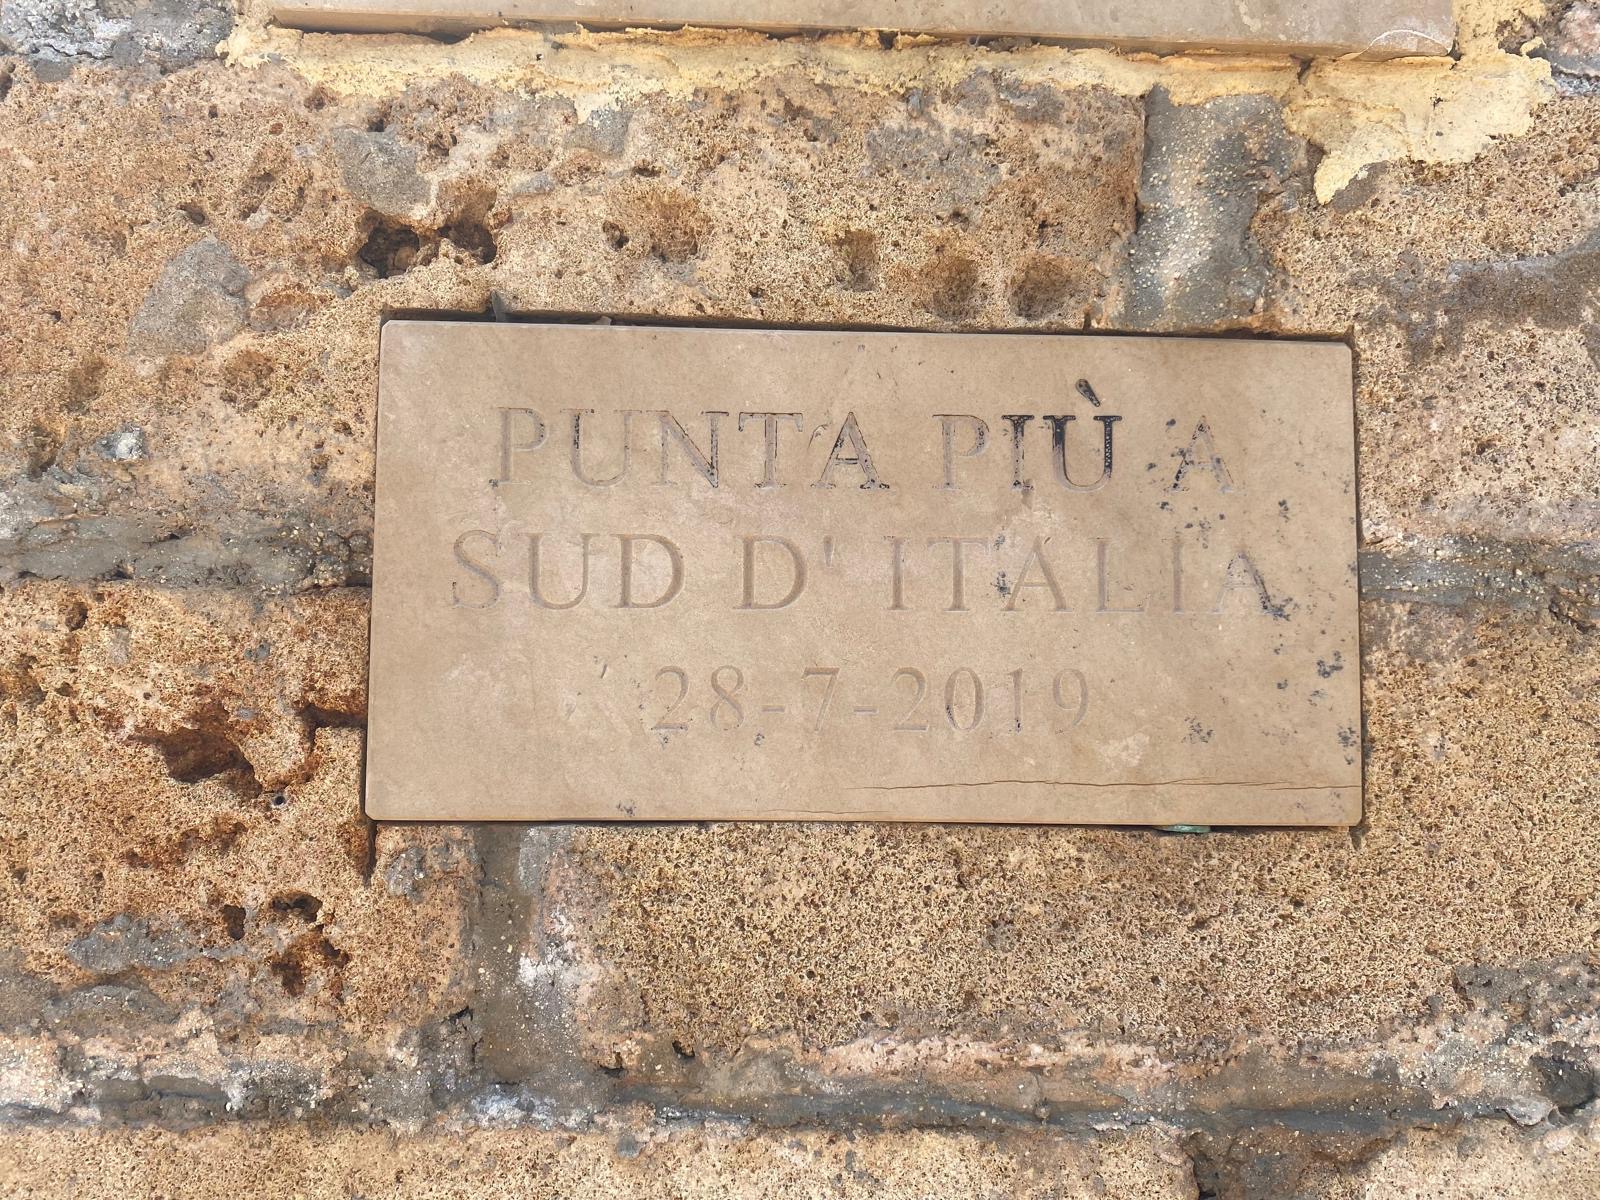 PUNTA PIÙ A
SUD D' ITALIA
28-7-2019